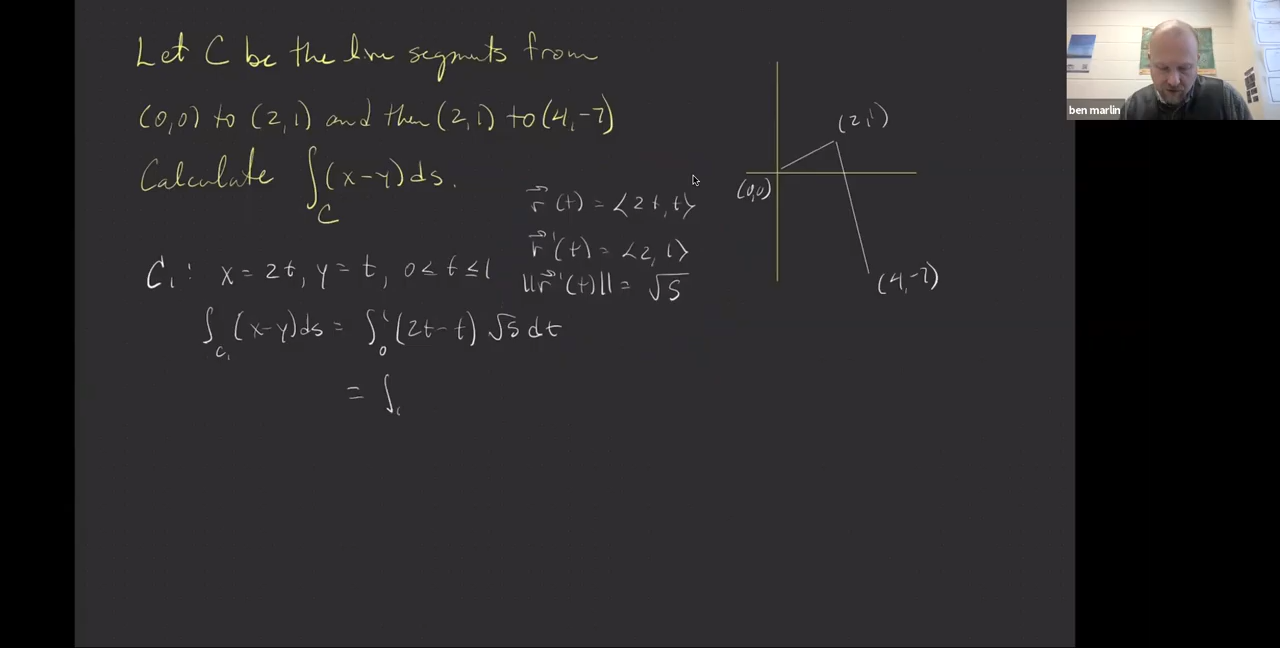 Let C be the line segments from
(0,0) to (2,1) and then (2,1) to (4,-7)
Calculate ∫_C (x-y) ds.
C₁: x = 2t, y = t, 0 ≤ t ≤ 1
∫_C₁ (x-y) ds = ∫₀¹ (2t-t) √5 dt
= ∫
r⃗(t) = ⟨2t, t⟩
r⃗'(t) = ⟨2, 1⟩
||r⃗'(t)|| = √5
(2,1)
(0,0)
(4,-7)
ben marlin